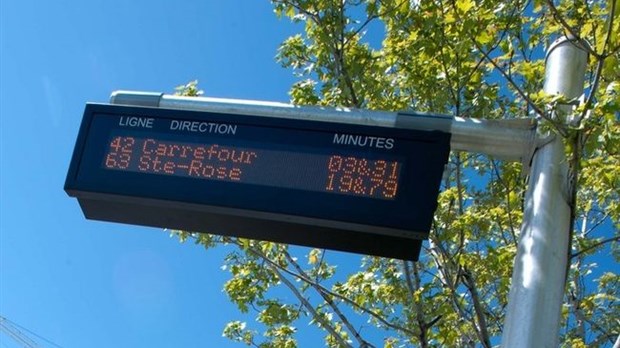 LIGNE DIRECTION MINUTES
42 Carrefour 03&31
63 Ste-Rose 19&79